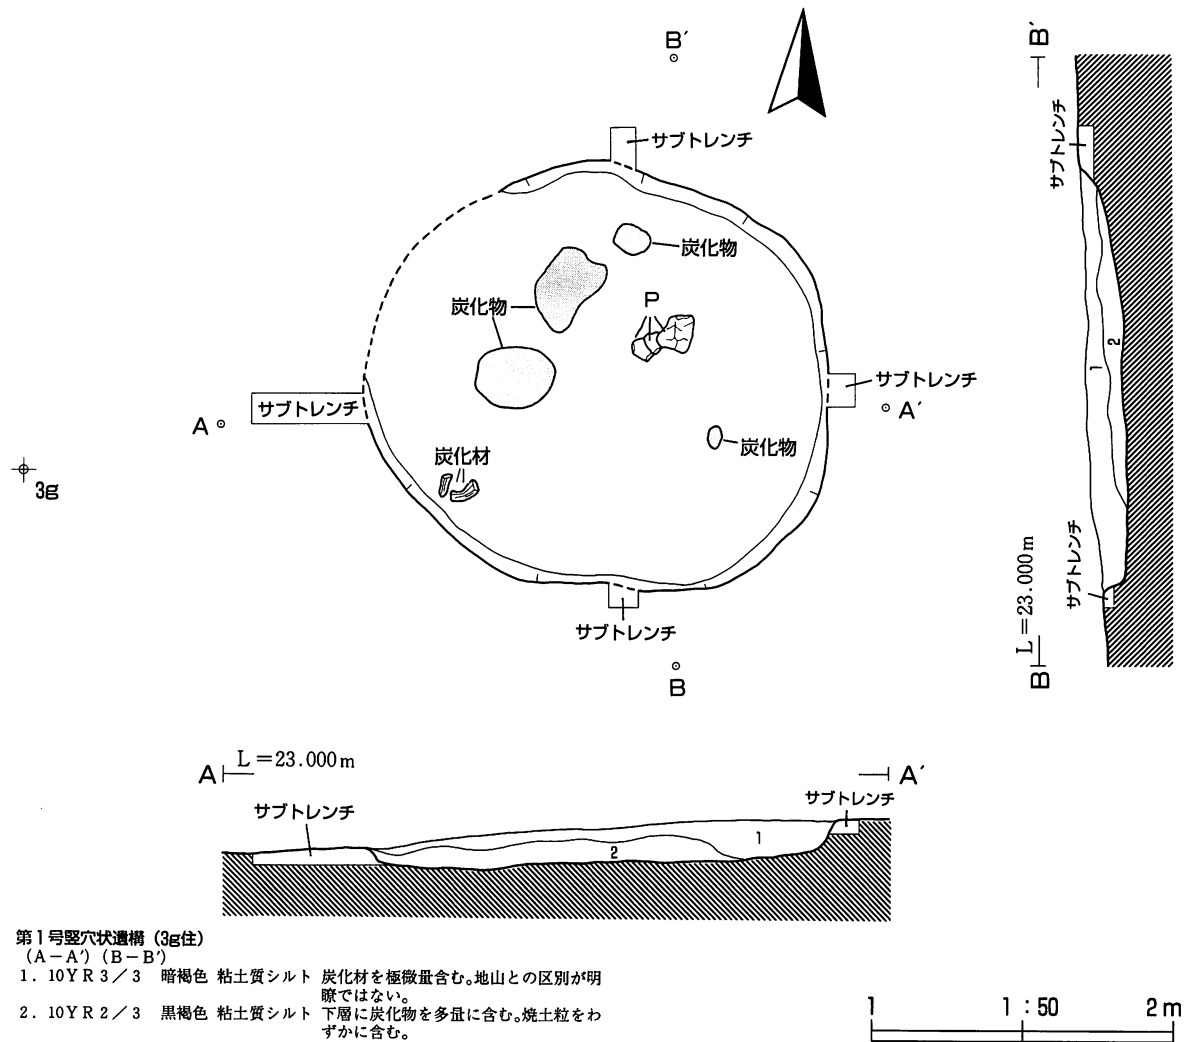 B′
サブトレンチ
炭化物
P
炭化物
サブトレンチ
サブトレンチ
A
A′
炭化物
炭化材
3g
サブトレンチ
B
B′
サブトレンチ
1
2
サブトレンチ
L=23.000m
B
A
L=23.000m
A′
サブトレンチ
サブトレンチ
1
2
第1号竪穴状遺構（3g住）
(A-A′)(B-B′)
1．10YR3／3　暗褐色　粘土質シルト　炭化材を極微量含む。地山との区別が明
瞭ではない。
2．10YR2／3　黒褐色　粘土質シルト　下層に炭化物を多量に含む。焼土粒をわ
ずかに含む。
1　1:50　2m